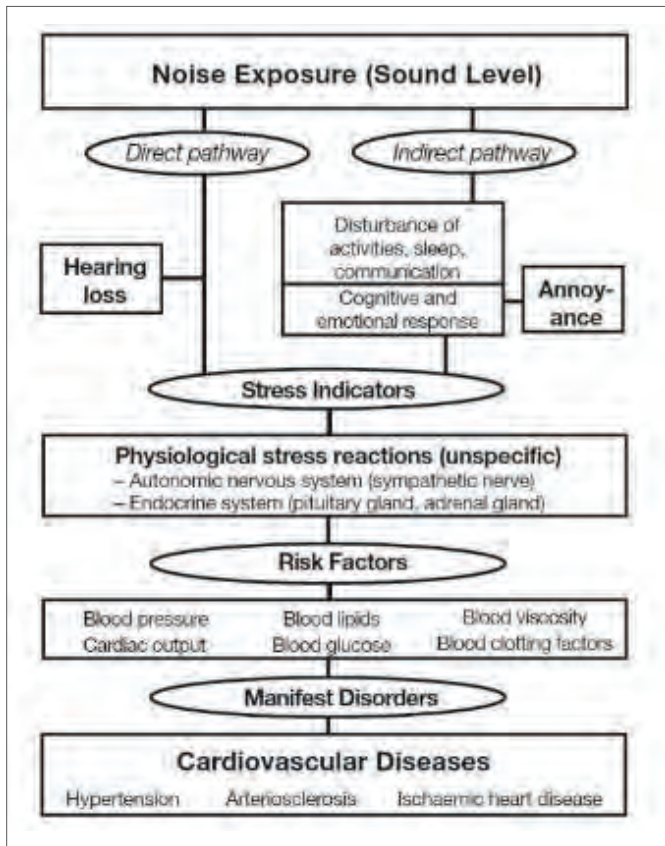 Noise Exposure (Sound Level)
Direct pathway
Indirect pathway
Disturbance of
activities, sleep,
communication
Hearing
loss
Cognitive and
emotional response
Annoy-
ance
Stress Indicators
Physiological stress reactions (unspecific)
– Autonomic nervous system (sympathetic nerve)
– Endocrine system (pituitary gland, adrenal gland)
Risk Factors
Blood pressure Blood lipids Blood viscosity
Cardiac output Blood glucose Blood clotting factors
Manifest Disorders
Cardiovascular Diseases
Hypertension Arteriosclerosis Ischaemic heart disease